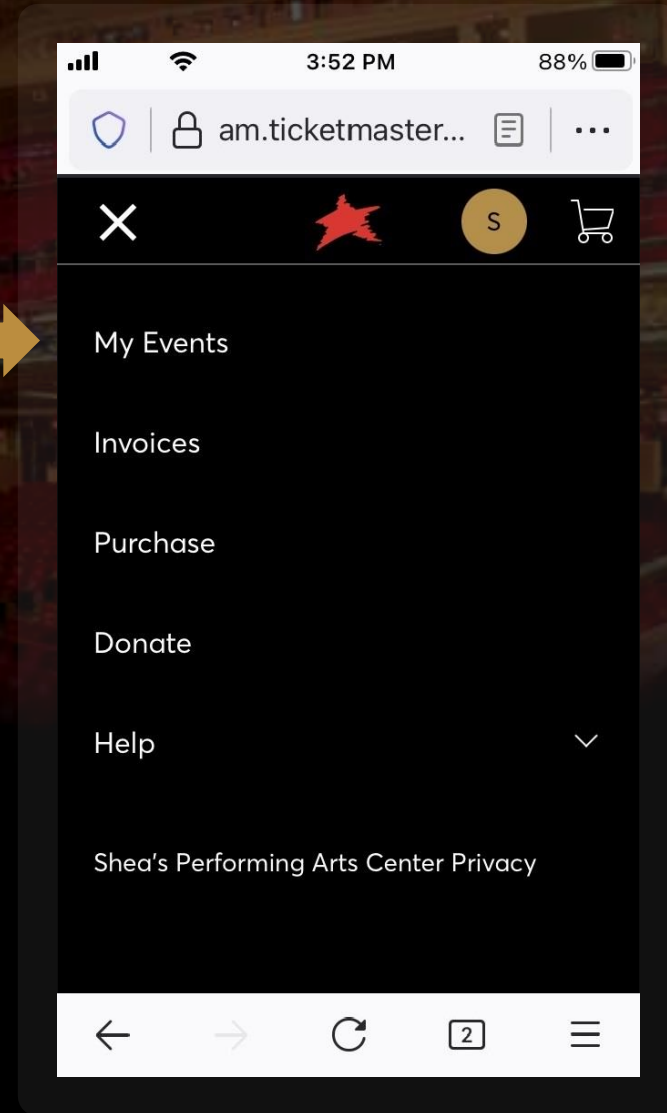 3:52 PM
88%
am.ticketmaster...
S
My Events
Invoices
Purchase
Donate
Help
Shea's Performing Arts Center Privacy
2